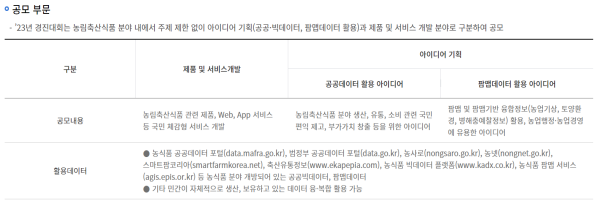 공모 부문
- '23년 경진대회는 농림축산식품 분야 내에서 주제 제한 없이 아이디어 기획(공공·빅데이터, 팜맵데이터 활용)과 제품 및 서비스 개발 분야로 구분하여 공모
구분
제품 및 서비스개발
아이디어 기획
공공데이터 활용 아이디어
팜맵데이터 활용 아이디어
공모내용
농림축산식품 관련 제품, Web, App 서비스
등 국민 체감형 서비스 개발
농림축산식품 분야 생산, 유통, 소비 관련 국민
편익 제고, 부가가치 창출 등을 위한 아이디어
팜맵 및 팜맵기반 융합정보(농업기상, 토양환
경, 병해충예찰정보) 활용, 농업행정·농업경영
에 유용한 아이디어
활용데이터
● 농식품 공공데이터 포털(data.mafra.go.kr), 범정부 공공데이터 포털(data.go.kr), 농사로(nongsaro.go.kr), 농넷(nongnet.go.kr),
스마트팜코리아(smartfarmkorea.net), 축산유통정보(www.ekapepia.com), 농식품 빅데이터 플랫폼(www.kadx.co.kr), 농식품 팜맵 서비스
(agis.epis.or.kr) 등 농식품 분야 개방되어 있는 공공빅데이터, 팜맵데이터
● 기타 민간이 자체적으로 생산, 보유하고 있는 데이터 융·복합 활용 가능